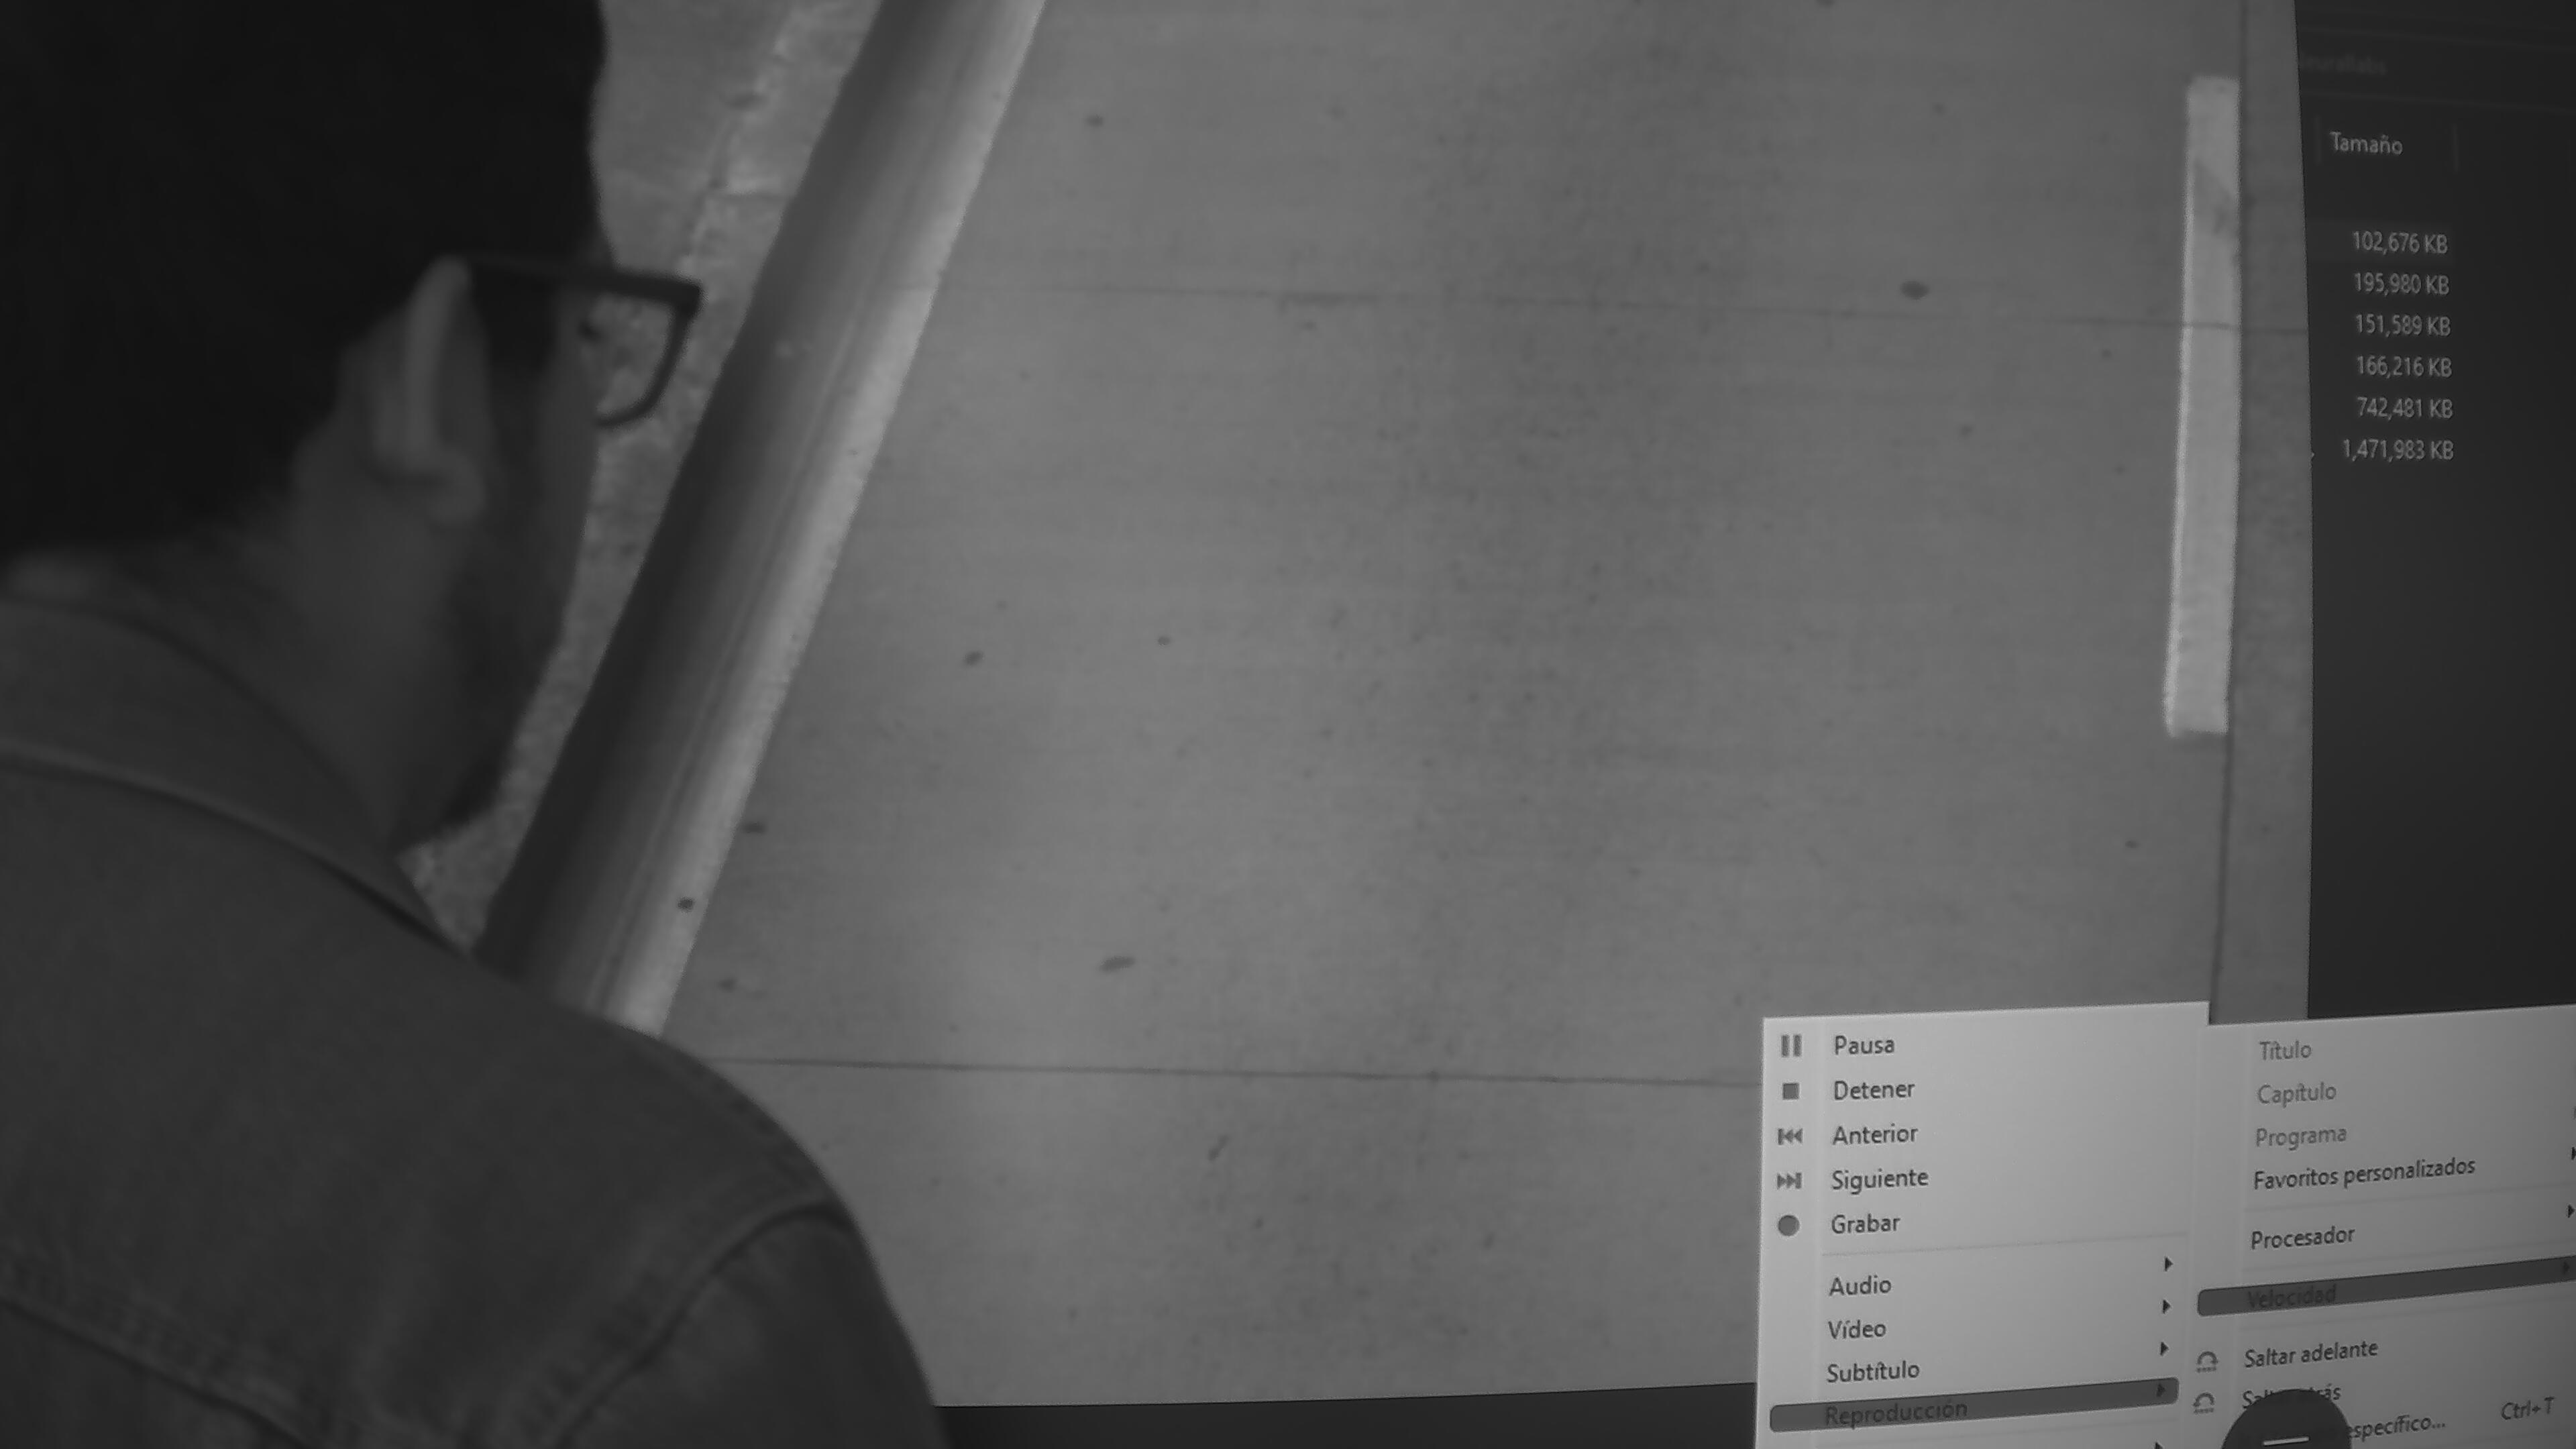 Tamaño
102,676 KB
195,980 KB
151,589 KB
166,216 KB
742,481 KB
1,471,983 KB
Pausa
Detener
Anterior
Siguiente
Grabar
Audio
Vídeo
Subtítulo
Reproducción
Título
Capítulo
Programa
Favoritos personalizados
Procesador
Velocidad
Saltar adelante
Ctrl+T